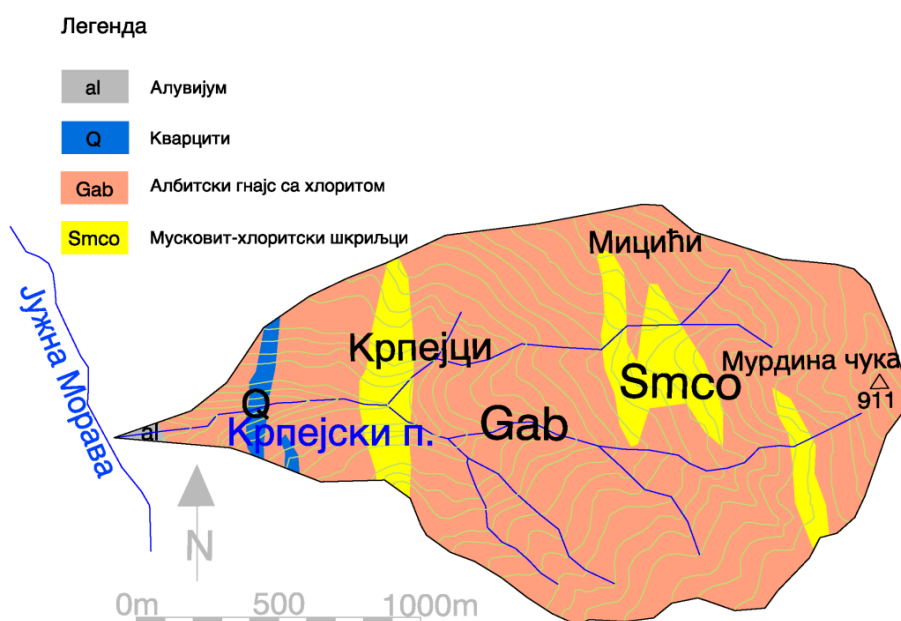 Легенда
al Алувијум
Q Кварцити
Gab Албитски гнајс са хлоритом
Smco Мусковит-хлоритски шкриљци
Мицићи
Јужна Морава
Крпејци
Мурдина чука
Smco
911
Q
Gab
al
Крпејски п.
N
0m 500 1000m